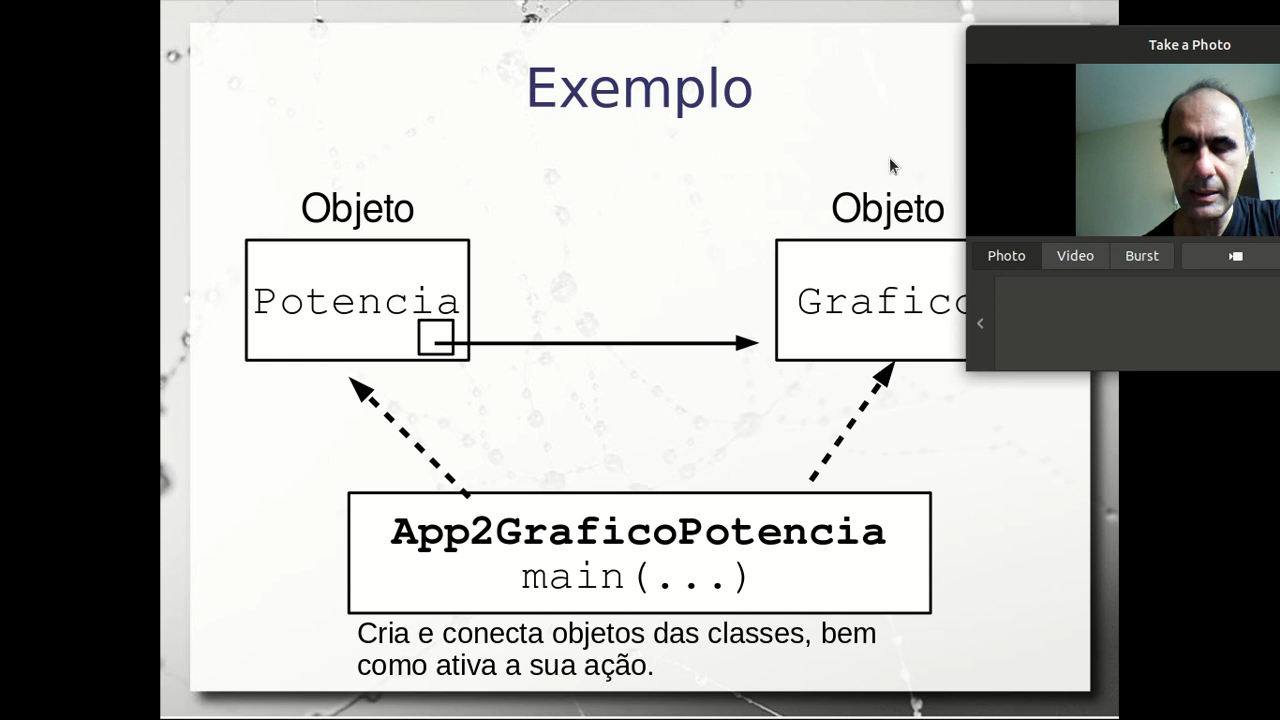 Exemplo
Take a Photo
Objeto
Objeto
Potencia
Grafico
Photo Video Burst
App2GraficoPotencia
main(...)
Cria e conecta objetos das classes, bem
como ativa a sua ação.